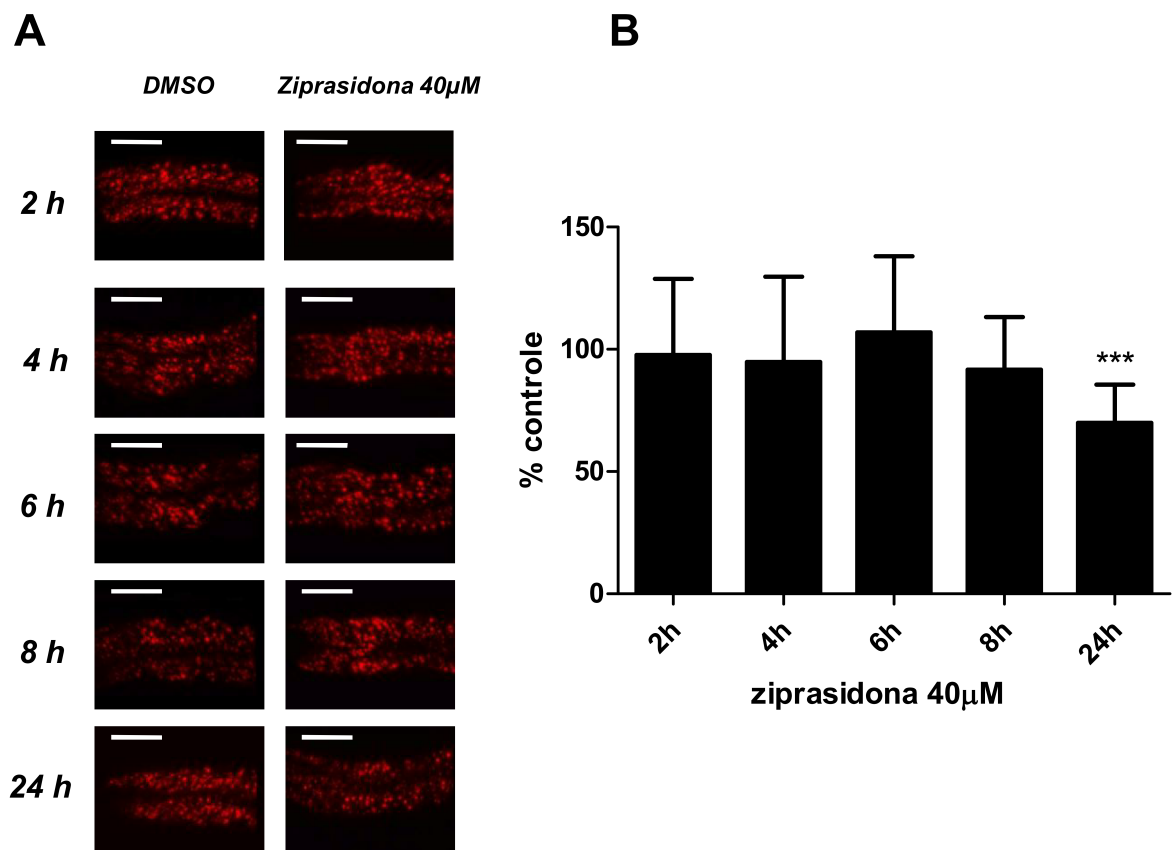 A
DMSO
Ziprasidona 40µM
2 h
4 h
6 h
8 h
24 h
B
% controle
150
100
50
0
***
2h
4h
6h
8h
24h
ziprasidona 40µM